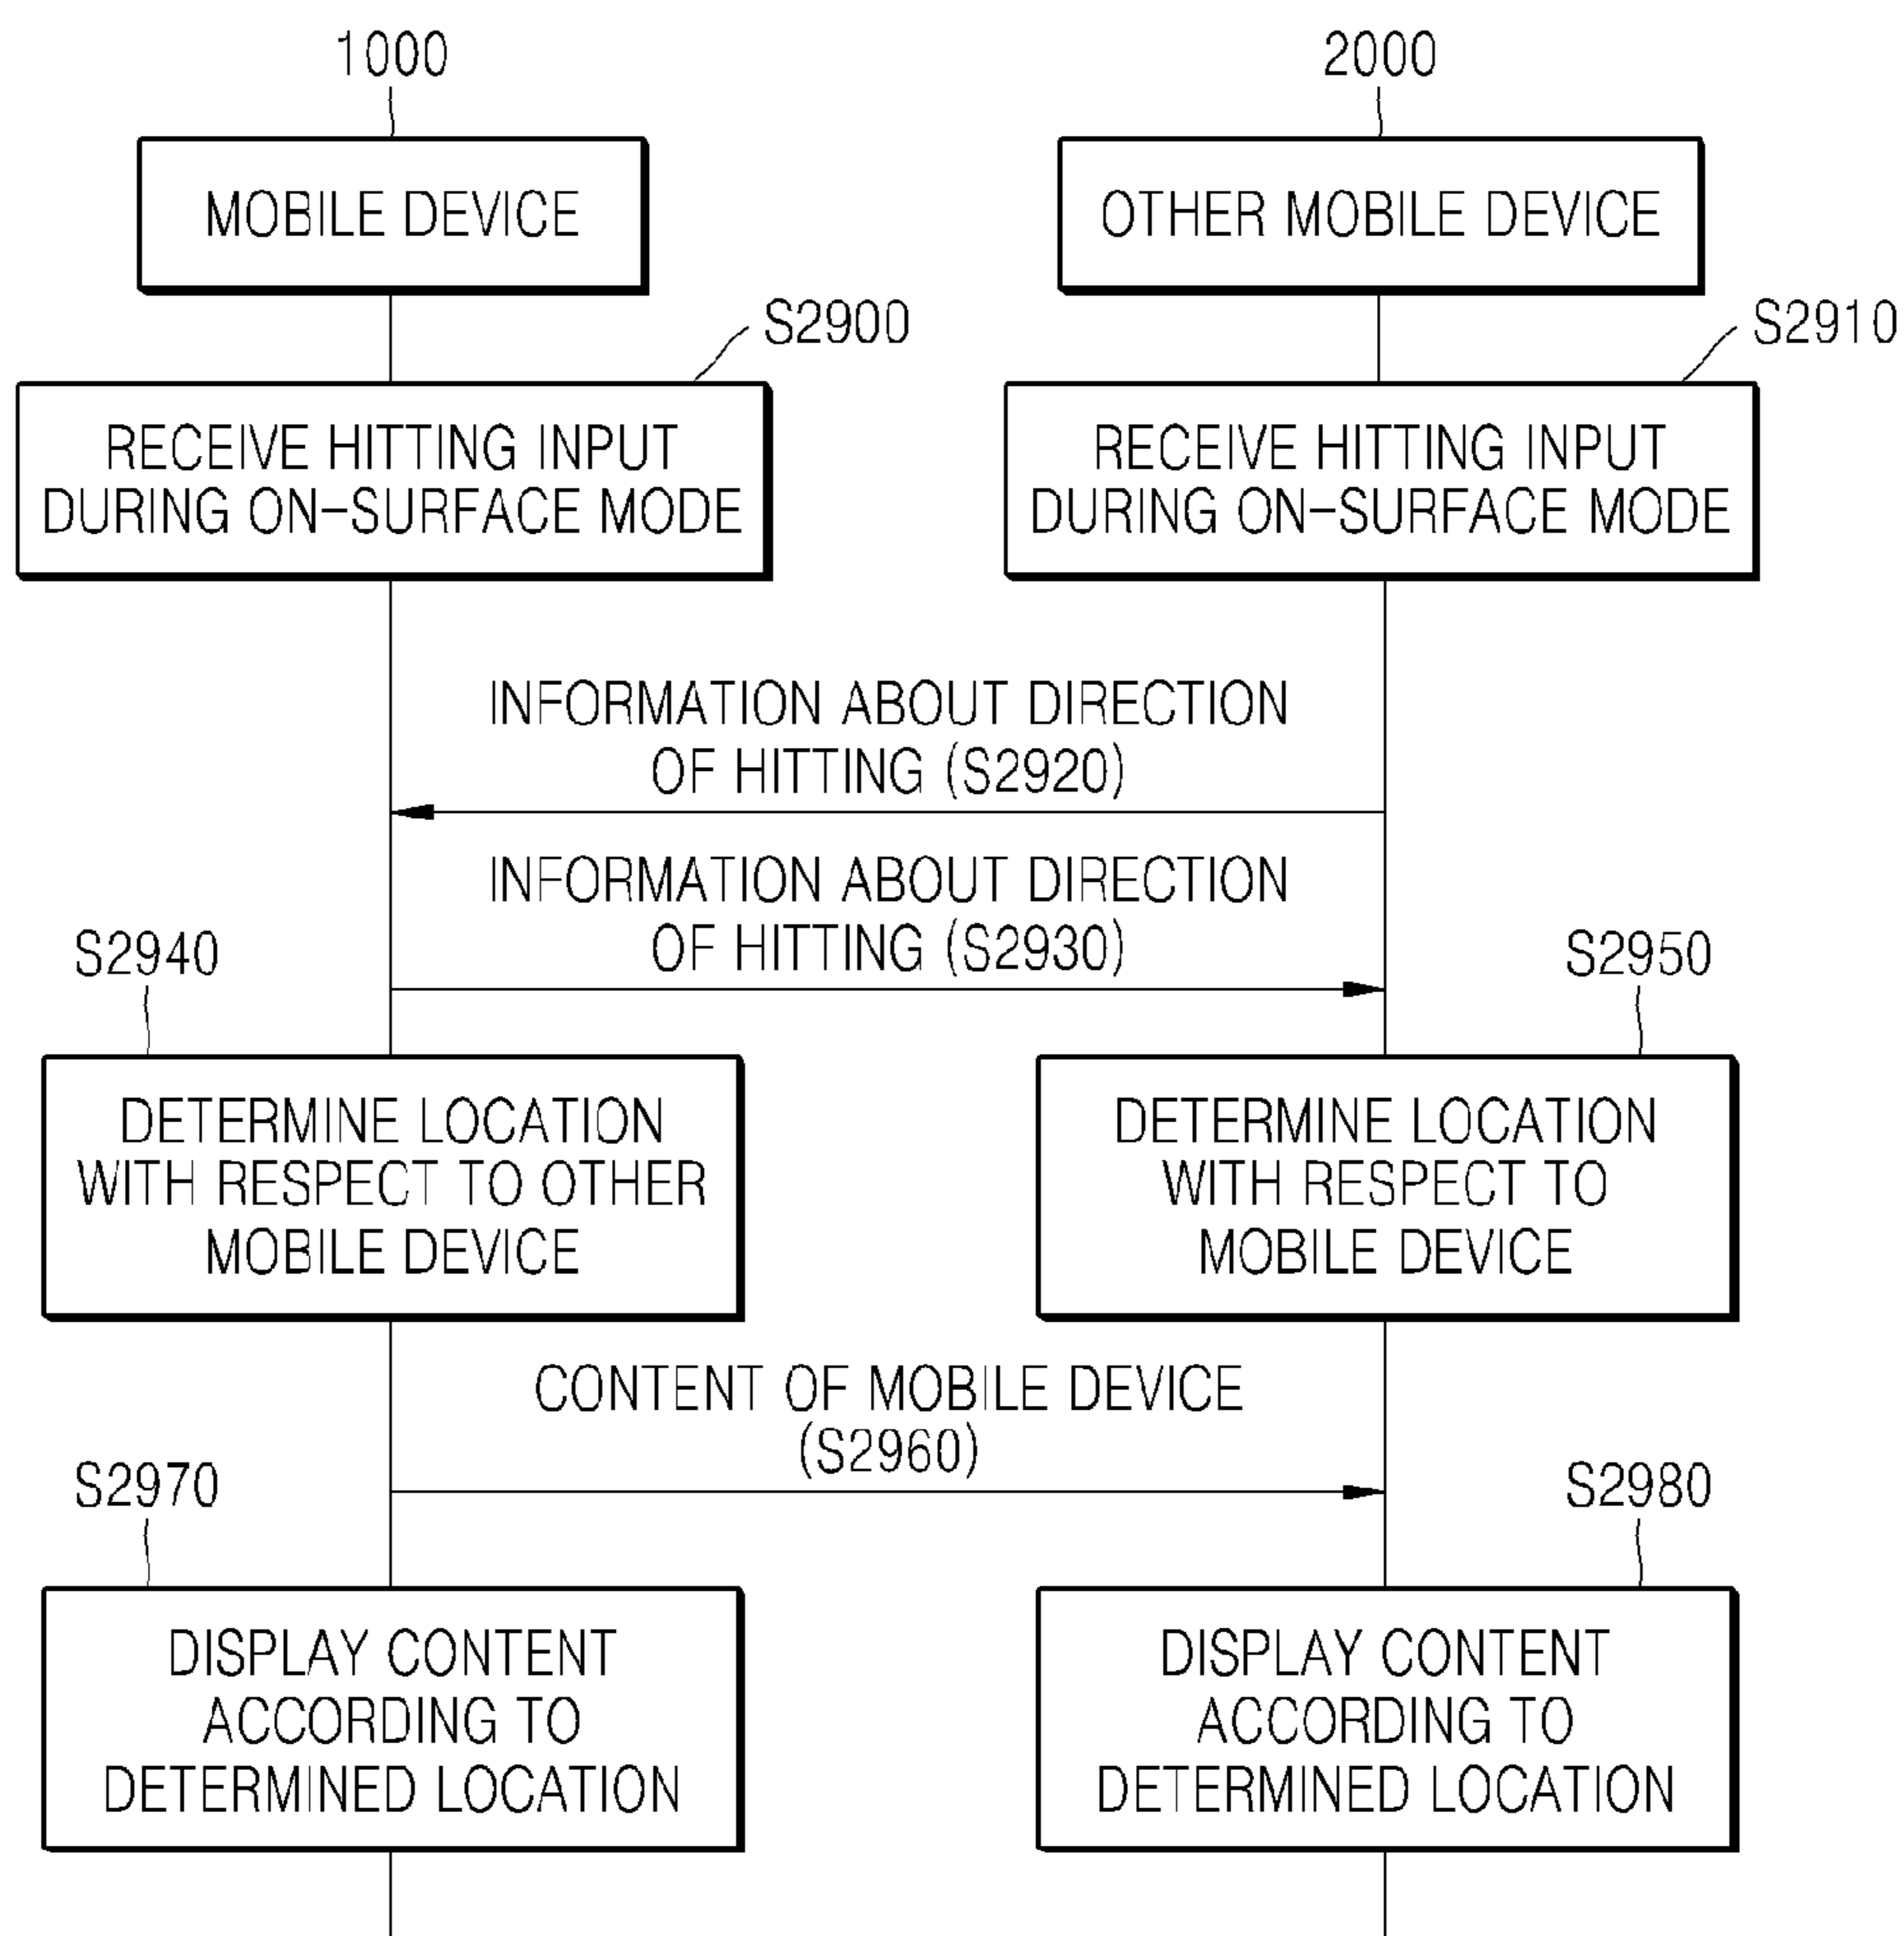 1000
2000
MOBILE DEVICE
OTHER MOBILE DEVICE
S2900
S2910
RECEIVE HITTING INPUT
DURING ON-SURFACE MODE
RECEIVE HITTING INPUT
DURING ON-SURFACE MODE
INFORMATION ABOUT DIRECTION
OF HITTING (S2920)
INFORMATION ABOUT DIRECTION
OF HITTING (S2930)
S2940
S2950
DETERMINE LOCATION
WITH RESPECT TO OTHER
MOBILE DEVICE
DETERMINE LOCATION
WITH RESPECT TO
MOBILE DEVICE
CONTENT OF MOBILE DEVICE
(S2960)
S2970
S2980
DISPLAY CONTENT
ACCORDING TO
DETERMINED LOCATION
DISPLAY CONTENT
ACCORDING TO
DETERMINED LOCATION